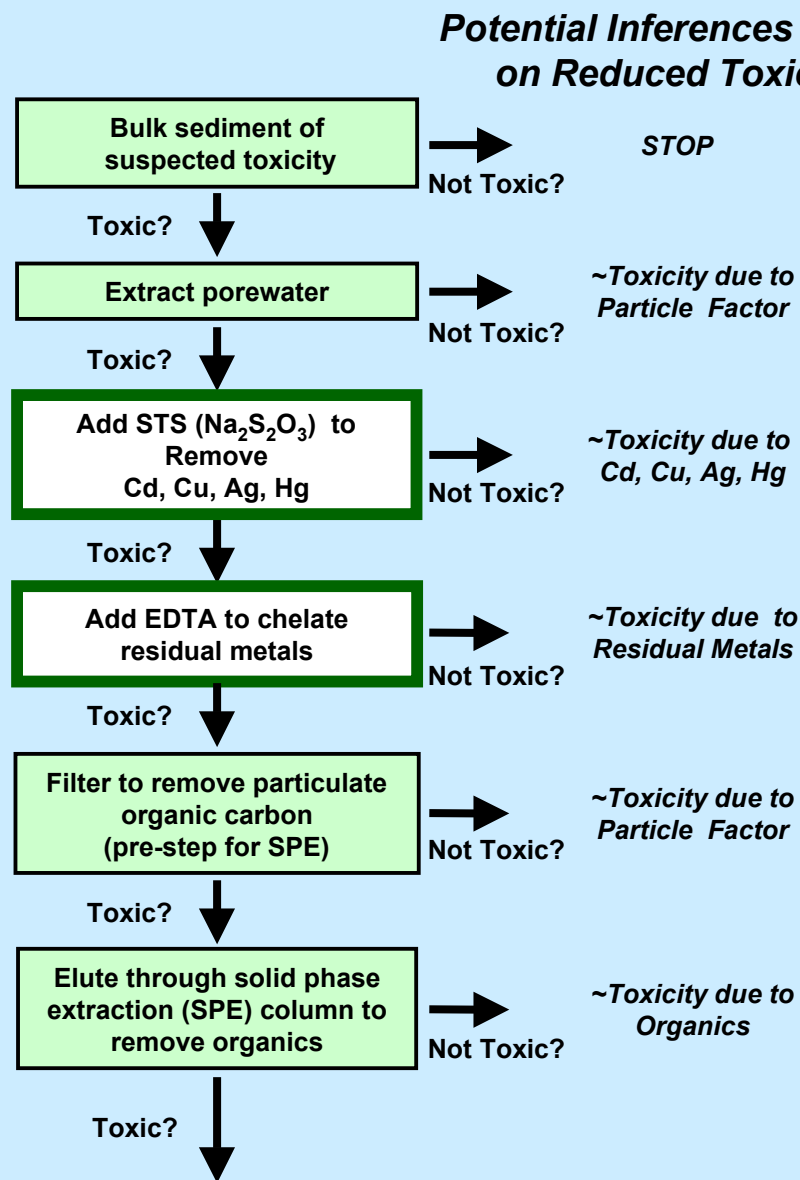 Potential Inferences
on Reduced Toxic
Bulk sediment of
suspected toxicity
STOP
Not Toxic?
Toxic?
Extract porewater
~Toxicity due to
Particle Factor
Not Toxic?
Toxic?
Add STS (Na₂S₂O₃) to
Remove
Cd, Cu, Ag, Hg
~Toxicity due to
Cd, Cu, Ag, Hg
Not Toxic?
Toxic?
Add EDTA to chelate
residual metals
~Toxicity due to
Residual Metals
Not Toxic?
Toxic?
Filter to remove particulate
organic carbon
(pre-step for SPE)
~Toxicity due to
Particle Factor
Not Toxic?
Toxic?
Elute through solid phase
extraction (SPE) column to
remove organics
~Toxicity due to
Organics
Not Toxic?
Toxic?